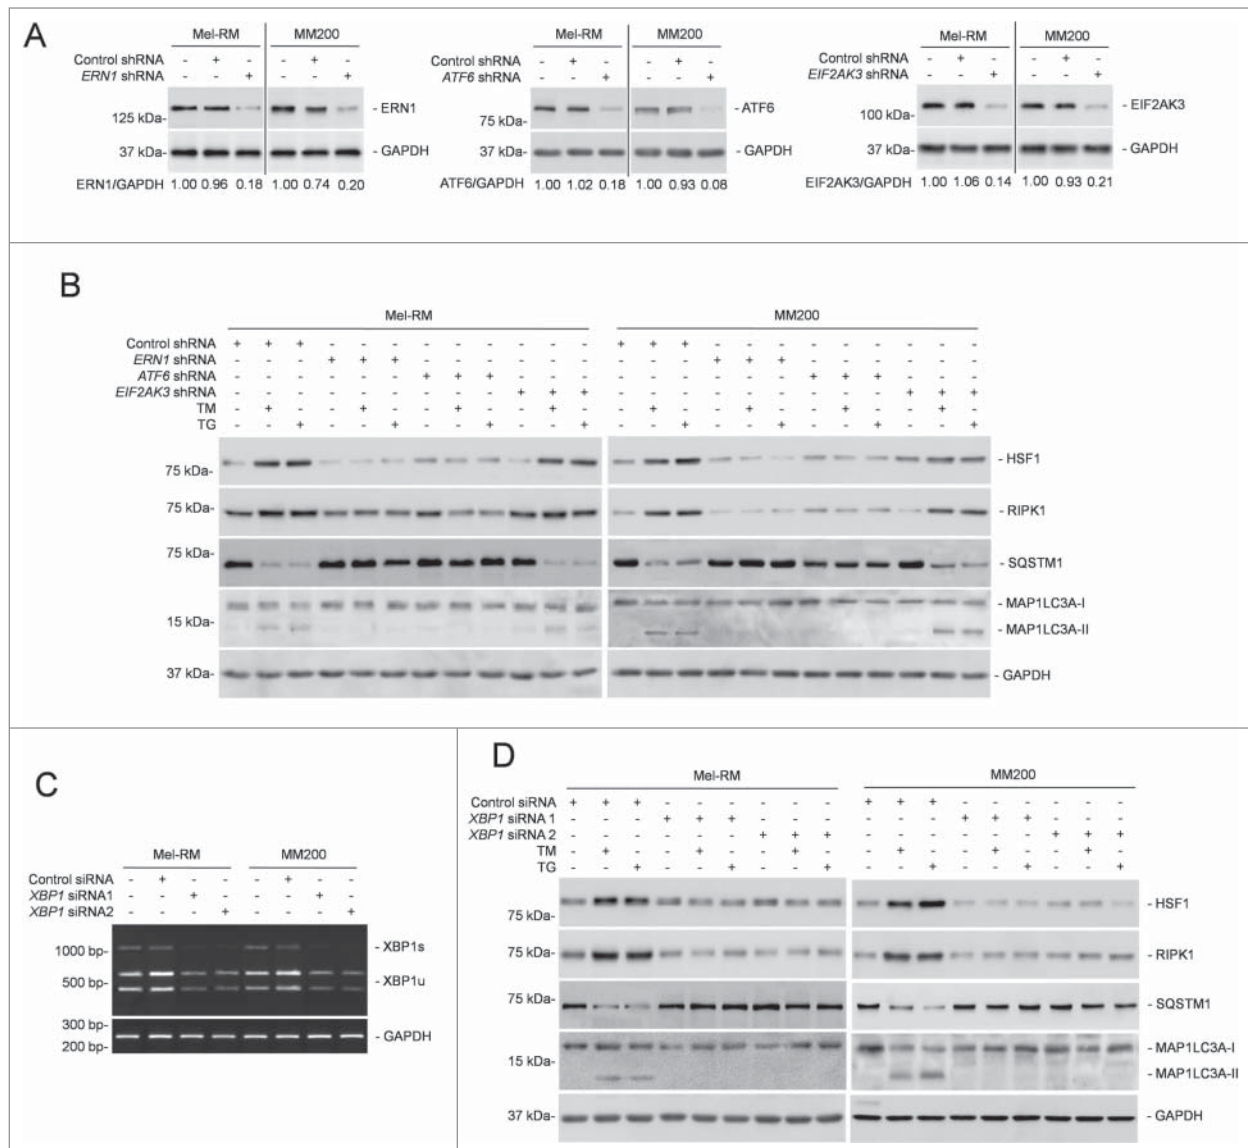 A
Mel-RM MM200
Control shRNA - + - - + -
ERN1 shRNA - - + - - +
125 kDa- - ERN1
37 kDa- - GAPDH
ERN1/GAPDH 1.00 0.96 0.18 1.00 0.74 0.20
Mel-RM MM200
Control shRNA - + - - + -
ATF6 shRNA - - + - - +
75 kDa- - ATF6
37 kDa- - GAPDH
ATF6/GAPDH 1.00 1.02 0.18 1.00 0.93 0.08
Mel-RM MM200
Control shRNA - + - - + -
EIF2AK3 shRNA - - + - - +
100 kDa- - EIF2AK3
37 kDa- - GAPDH
EIF2AK3/GAPDH 1.00 1.06 0.14 1.00 0.93 0.21
B
Mel-RM MM200
Control shRNA + + + - - - - - - - - - + + + - - - - - - - - -
ERN1 shRNA - - - + + + - - - - - - - - - + + + - - - - - -
ATF6 shRNA - - - - - - + + + - - - - - - - - - + + + - - -
EIF2AK3 shRNA - - - - - - - - - + + + - - - - - - - - - + + +
TM - + - - + - - + - - + - - + - - + - - + - - + -
TG - - + - - + - - + - - + - - + - - + - - + - - +
75 kDa- - HSF1
75 kDa- - RIPK1
75 kDa- - SQSTM1
- MAP1LC3A-I
15 kDa-
- MAP1LC3A-II
37 kDa- - GAPDH
C
Mel-RM MM200
Control siRNA - + - - - + - -
XBP1 siRNA1 - - + - - - + -
XBP1 siRNA2 - - - + - - - +
1000 bp- - XBP1s
500 bp- - XBP1u
300 bp-
- GAPDH
200 bp-
D
Mel-RM MM200
Control siRNA + + + - - - - - - + + + - - - - - -
XBP1 siRNA 1 - - - + + + - - - - - - + + + - - -
XBP1 siRNA 2 - - - - - - + + + - - - - - - + + +
TM - + - - + - - + - - + - - + - - + -
TG - - + - - + - - + - - + - - + - - +
75 kDa- - HSF1
75 kDa- - RIPK1
75 kDa- - SQSTM1
- MAP1LC3A-I
15 kDa-
- MAP1LC3A-II
37 kDa- - GAPDH